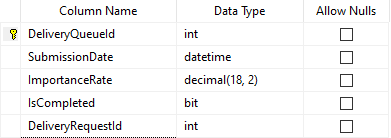 Column Name Data Type Allow Nulls
DeliveryQueueId int
SubmissionDate datetime
ImportanceRate decimal(18, 2)
IsCompleted bit
DeliveryRequestId int